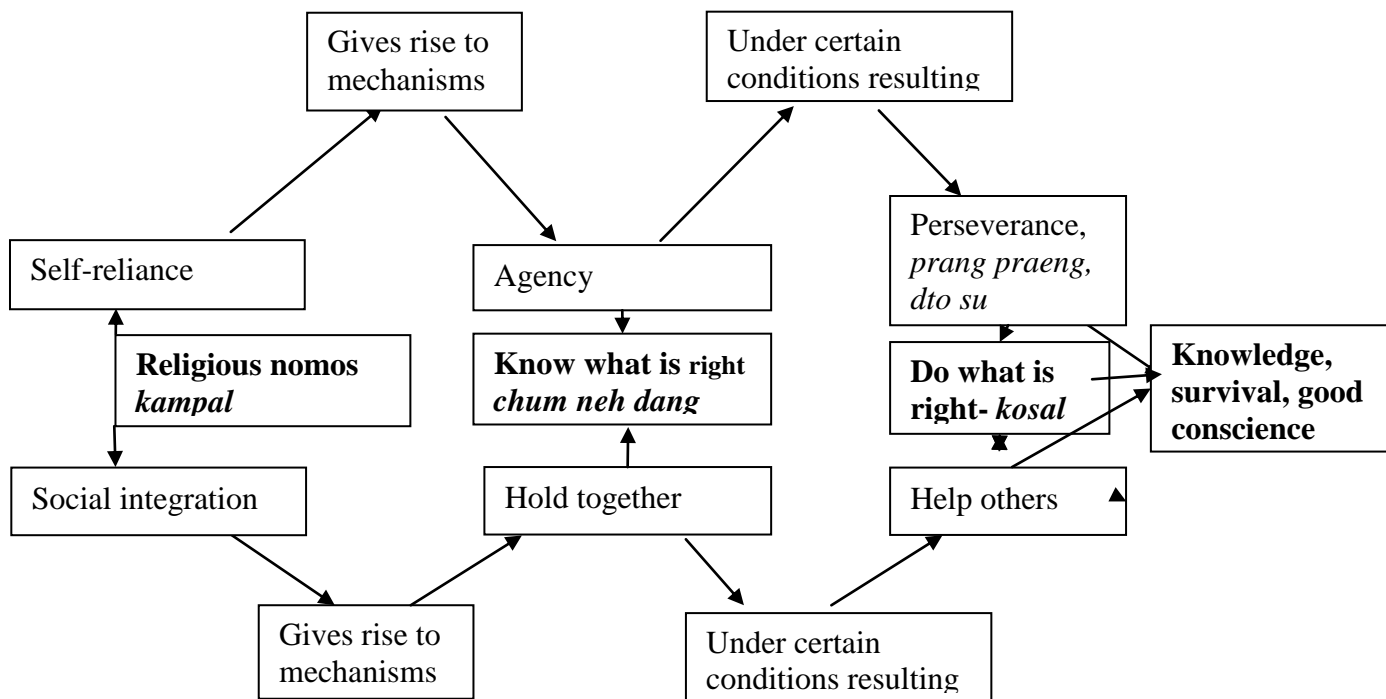 Gives rise to
mechanisms
Under certain
conditions resulting
Self-reliance
Agency
Perseverance,
prang praeng,
dto su
Religious nomos
kampal
Know what is right
chum neh dang
Do what is
right- kosal
Knowledge,
survival, good
conscience
Social integration
Hold together
Help others
Gives rise to
mechanisms
Under certain
conditions resulting